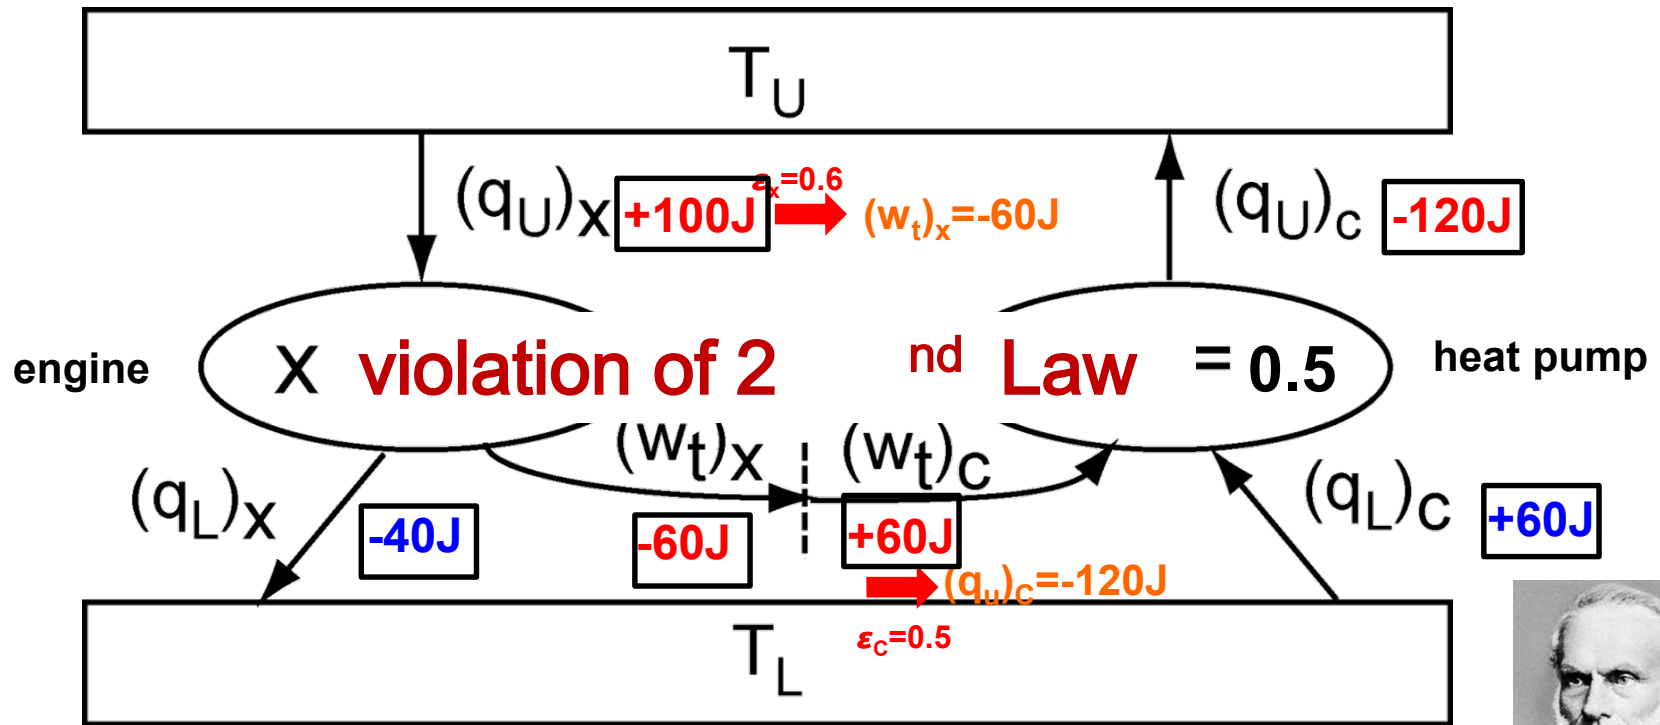 T_U
(q_U)_X +100J ε_x=0.6 (w_t)_x=-60J (q_U)_c -120J
engine x violation of 2 nd Law = 0.5 heat pump
(w_t)_X (w_t)_C
(q_L)_X -40J -60J +60J (q_L)_C +60J
(q_u)_C=-120J
ε_C=0.5
T_L